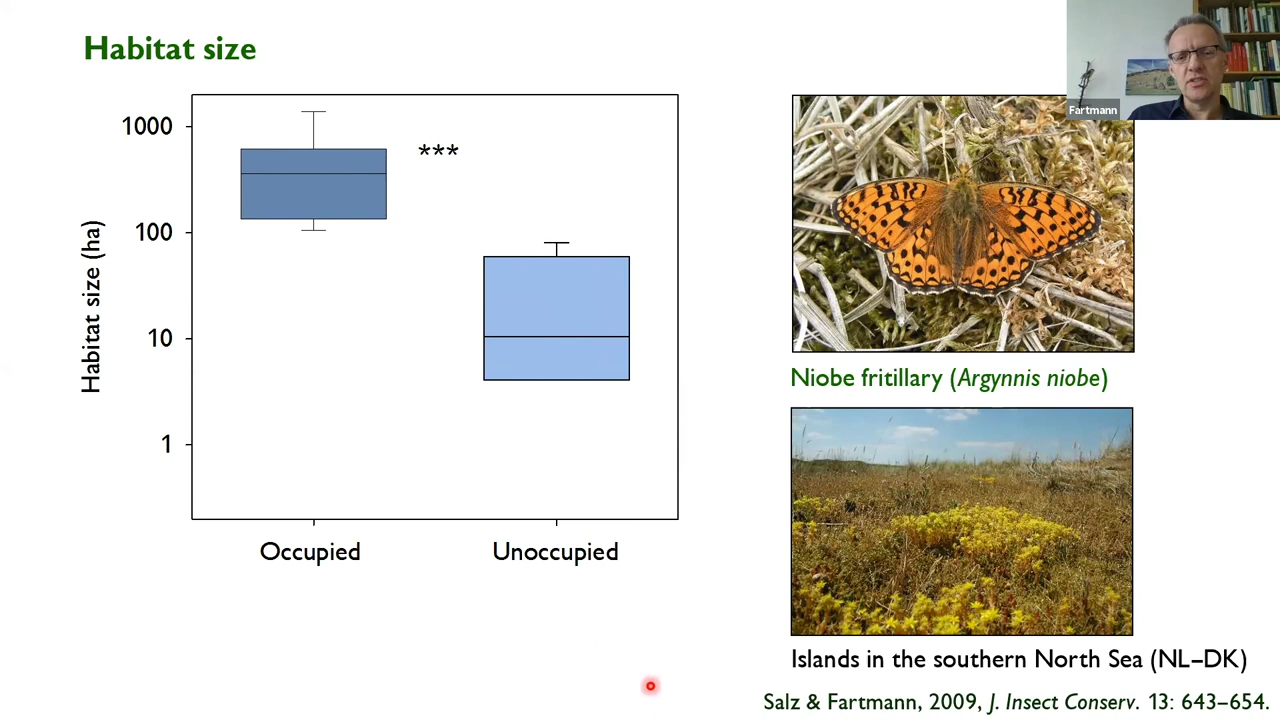 Habitat size
Fartmann
1000
100
10
1
Habitat size (ha)
***
Occupied
Unoccupied
Niobe fritillary (Argynnis niobe)
Islands in the southern North Sea (NL–DK)
Salz & Fartmann, 2009, J. Insect Conserv. 13: 643–654.